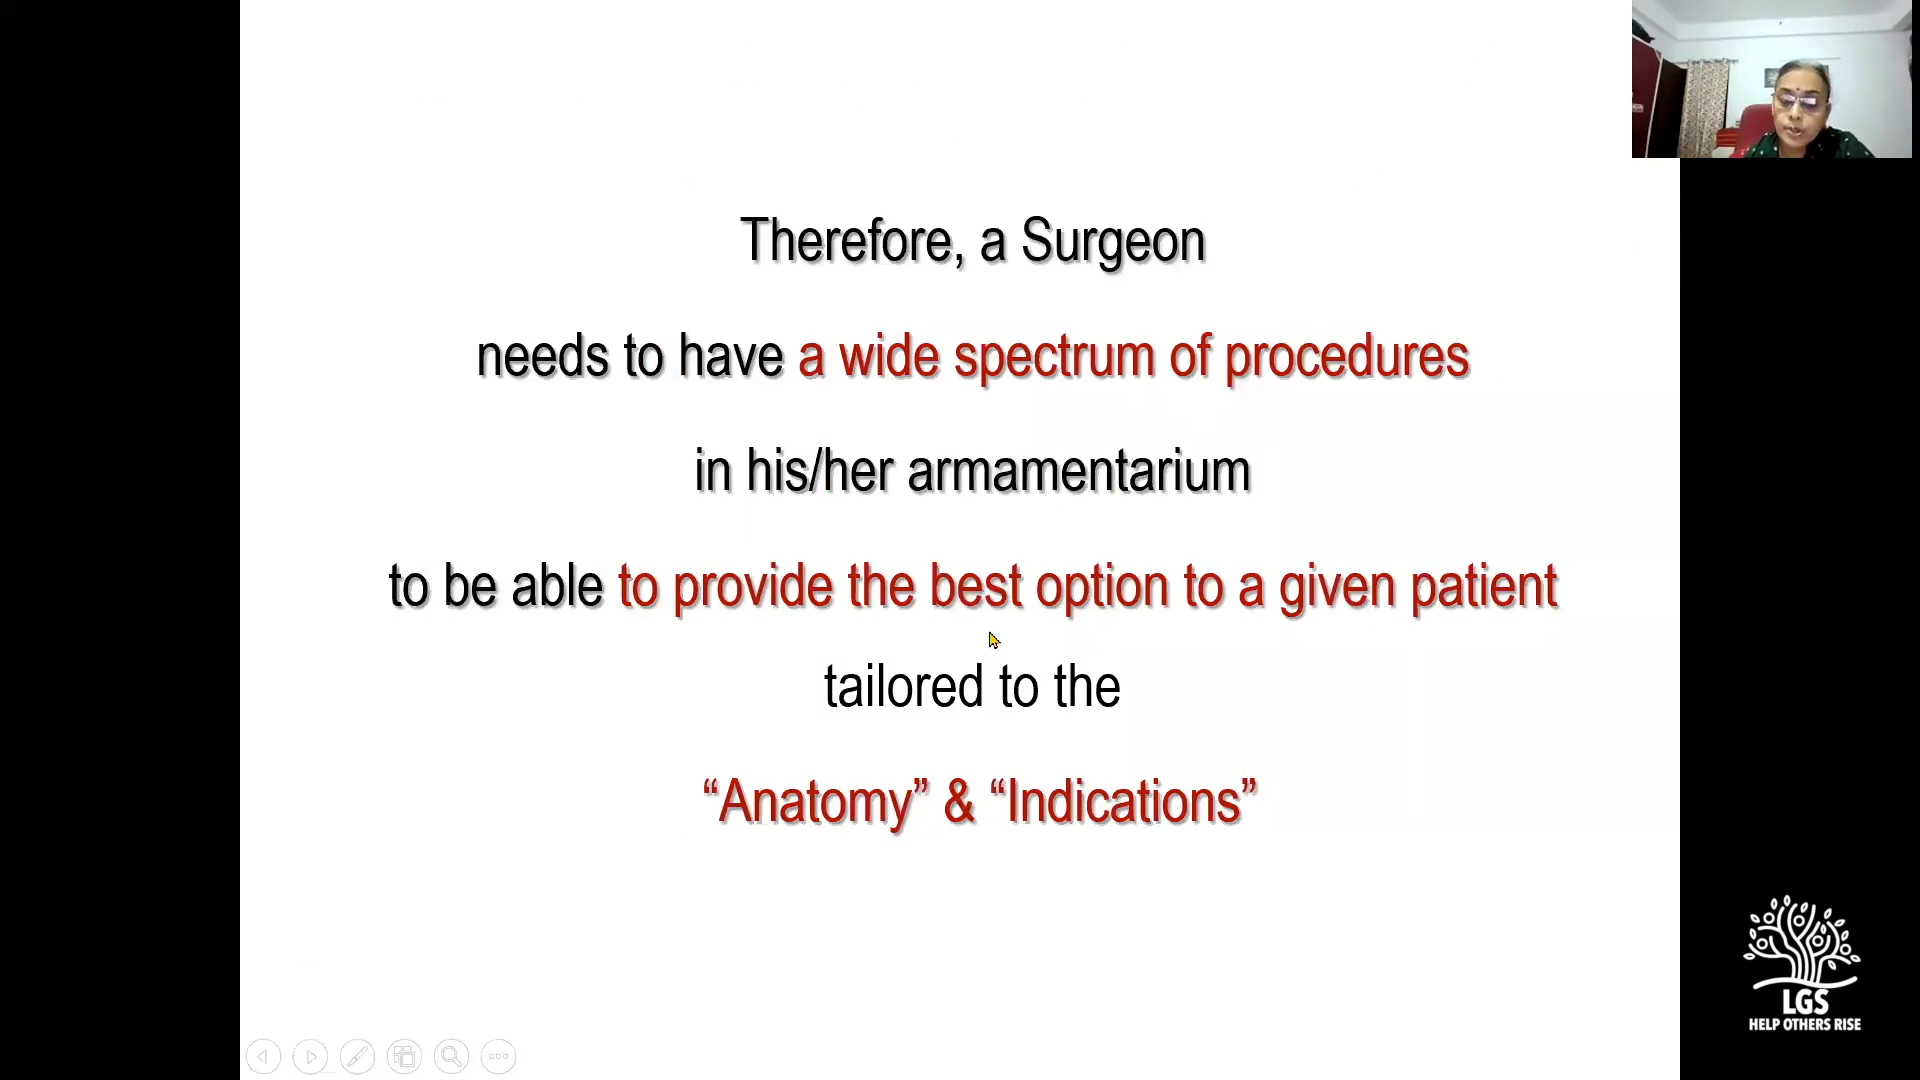 Therefore, a Surgeon
needs to have a wide spectrum of procedures
in his/her armamentarium
to be able to provide the best option to a given patient
tailored to the
“Anatomy” & “Indications”
LGS
HELP OTHERS RISE